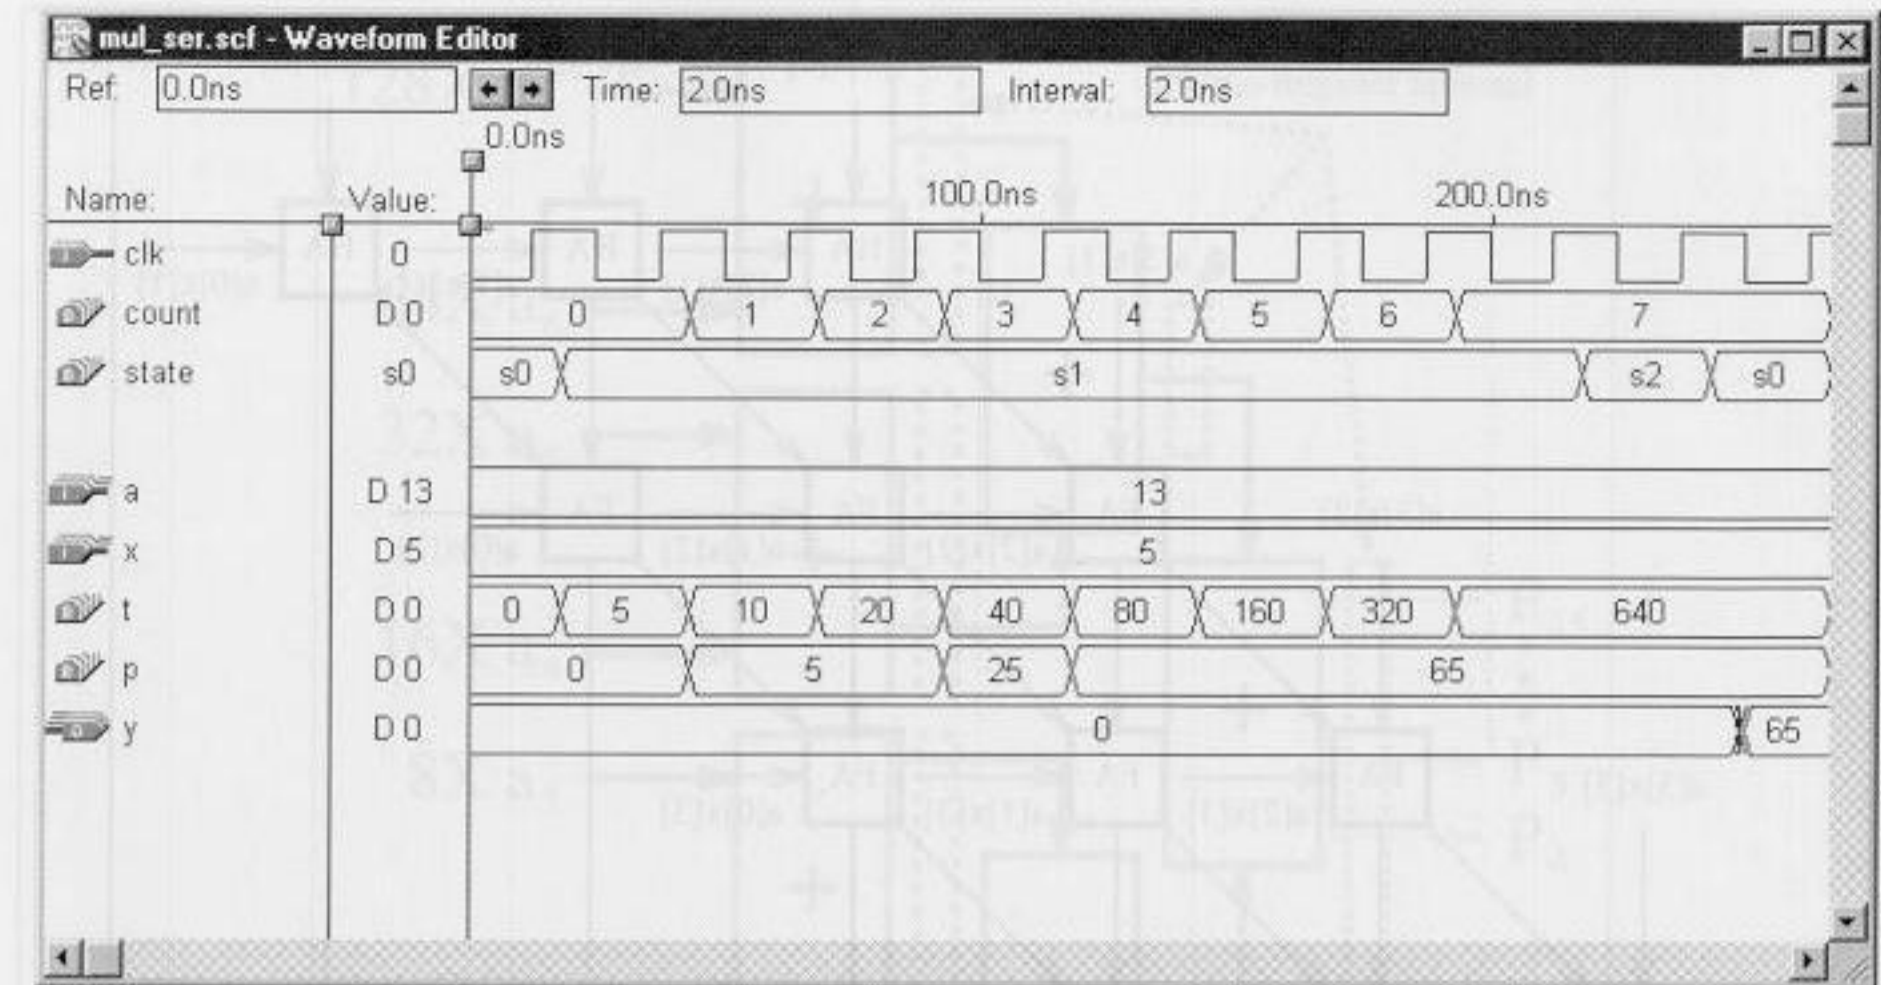 mul_ser.scf - Waveform Editor
Ref: 0.0ns Time: 2.0ns Interval: 2.0ns
0.0ns
Name: Value: 100.0ns 200.0ns
clk 0
count D 0 0 1 2 3 4 5 6 7
state s0 s0 s1 s2 s0
a D 13 13
x D 5 5
t D 0 0 5 10 20 40 80 160 320 640
p D 0 0 5 25 65
y D 0 0 65